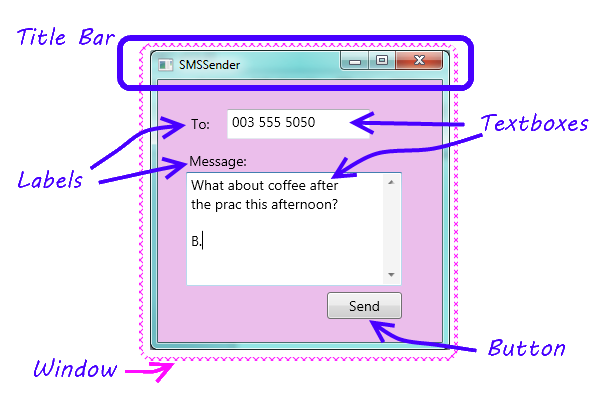 Title Bar
SMSSender
To:
003 555 5050
Textboxes
Message:
Labels
What about coffee after
the prac this afternoon?
B.
Send
Button
Window